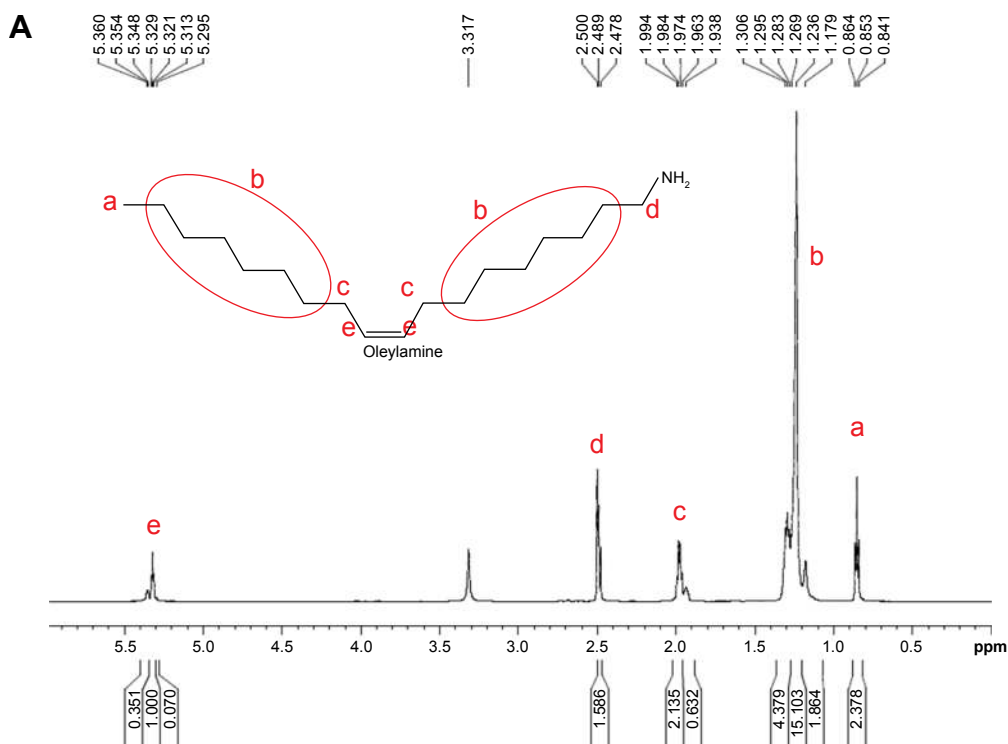 A
5.360
5.354
5.348
5.329
5.321
5.313
5.295
3.317
2.500
2.489
2.478
1.994
1.984
1.974
1.963
1.938
1.306
1.295
1.283
1.269
1.236
1.179
0.864
0.853
0.841
b
NH2
a
b
d
b
c
c
e
e
Oleylamine
a
d
c
e
5.5 5.0 4.5 4.0 3.5 3.0 2.5 2.0 1.5 1.0 0.5 ppm
0.351
1.000
0.070
1.586
2.135
0.632
4.379
15.103
1.864
2.378